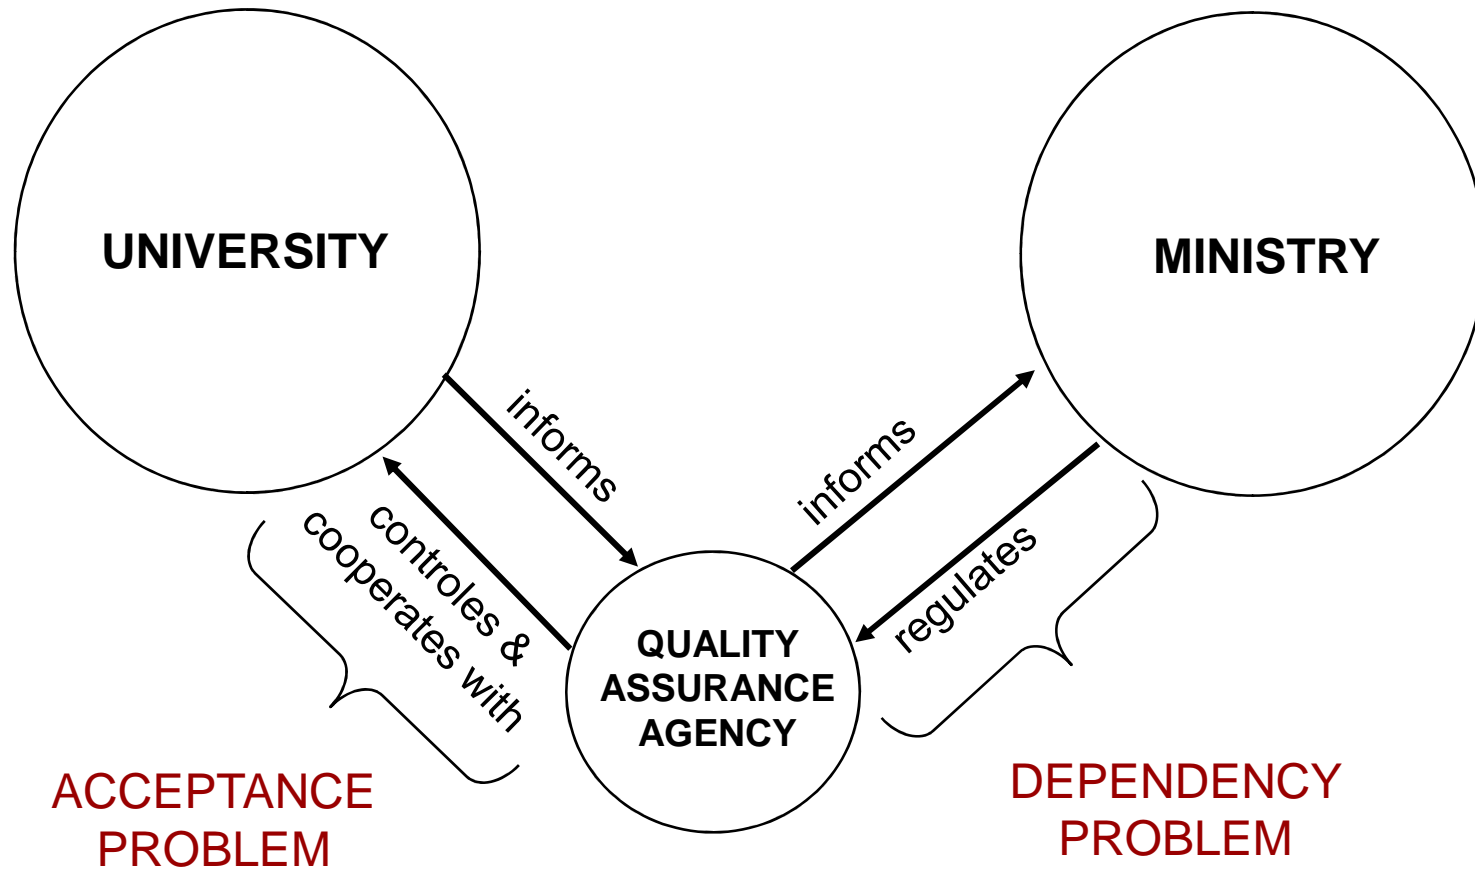 UNIVERSITY
MINISTRY
informs
informs
controles &
cooperates with
regulates
QUALITY
ASSURANCE
AGENCY
ACCEPTANCE
PROBLEM
DEPENDENCY
PROBLEM